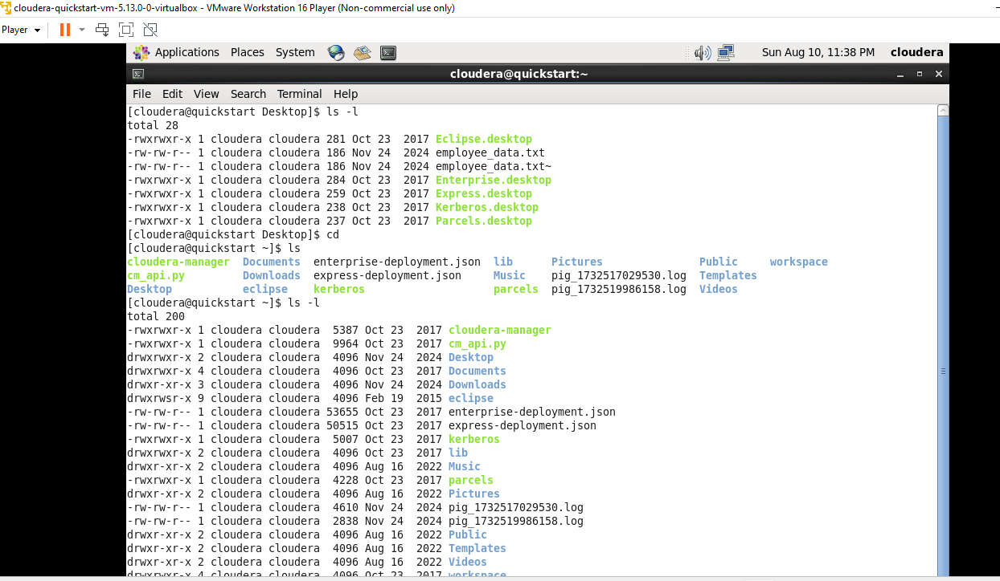 cloudera-quickstart-vm-5.13.0-0-virtualbox - VMware Workstation 16 Player (Non-commercial use only)
Player
Applications Places System Sun Aug 10, 11:38 PM cloudera
cloudera@quickstart:~
File Edit View Search Terminal Help
[cloudera@quickstart Desktop]$ ls -l
total 28
-rwxrwxr-x 1 cloudera cloudera 281 Oct 23  2017 Eclipse.desktop
-rw-rw-r-- 1 cloudera cloudera 186 Nov 24  2024 employee_data.txt
-rw-rw-r-- 1 cloudera cloudera 186 Nov 24  2024 employee_data.txt~
-rwxrwxr-x 1 cloudera cloudera 284 Oct 23  2017 Enterprise.desktop
-rwxrwxr-x 1 cloudera cloudera 259 Oct 23  2017 Express.desktop
-rwxrwxr-x 1 cloudera cloudera 238 Oct 23  2017 Kerberos.desktop
-rwxrwxr-x 1 cloudera cloudera 237 Oct 23  2017 Parcels.desktop
[cloudera@quickstart Desktop]$ cd
[cloudera@quickstart ~]$ ls
cloudera-manager  Documents  enterprise-deployment.json  lib      Pictures               Public     workspace
cm_api.py         Downloads  express-deployment.json     Music    pig_1732517029530.log  Templates
Desktop           eclipse    kerberos                    parcels  pig_1732519986158.log  Videos
[cloudera@quickstart ~]$ ls -l
total 200
-rwxrwxr-x 1 cloudera cloudera  5387 Oct 23  2017 cloudera-manager
-rwxrwxr-x 1 cloudera cloudera  9964 Oct 23  2017 cm_api.py
drwxrwxr-x 2 cloudera cloudera  4096 Nov 24  2024 Desktop
drwxrwxr-x 4 cloudera cloudera  4096 Oct 23  2017 Documents
drwxr-xr-x 3 cloudera cloudera  4096 Nov 24  2024 Downloads
drwxrwsr-x 9 cloudera cloudera  4096 Feb 19  2015 eclipse
-rw-rw-r-- 1 cloudera cloudera 53655 Oct 23  2017 enterprise-deployment.json
-rw-rw-r-- 1 cloudera cloudera 50515 Oct 23  2017 express-deployment.json
-rwxrwxr-x 1 cloudera cloudera  5007 Oct 23  2017 kerberos
drwxrwxr-x 2 cloudera cloudera  4096 Oct 23  2017 lib
drwxr-xr-x 2 cloudera cloudera  4096 Aug 16  2022 Music
-rwxrwxr-x 1 cloudera cloudera  4228 Oct 23  2017 parcels
drwxr-xr-x 2 cloudera cloudera  4096 Aug 16  2022 Pictures
-rw-rw-r-- 1 cloudera cloudera  4610 Nov 24  2024 pig_1732517029530.log
-rw-rw-r-- 1 cloudera cloudera  2838 Nov 24  2024 pig_1732519986158.log
drwxr-xr-x 2 cloudera cloudera  4096 Aug 16  2022 Public
drwxr-xr-x 2 cloudera cloudera  4096 Aug 16  2022 Templates
drwxr-xr-x 2 cloudera cloudera  4096 Aug 16  2022 Videos
drwxrwxr-x 4 cloudera cloudera  4096 Oct 23  2017 workspace